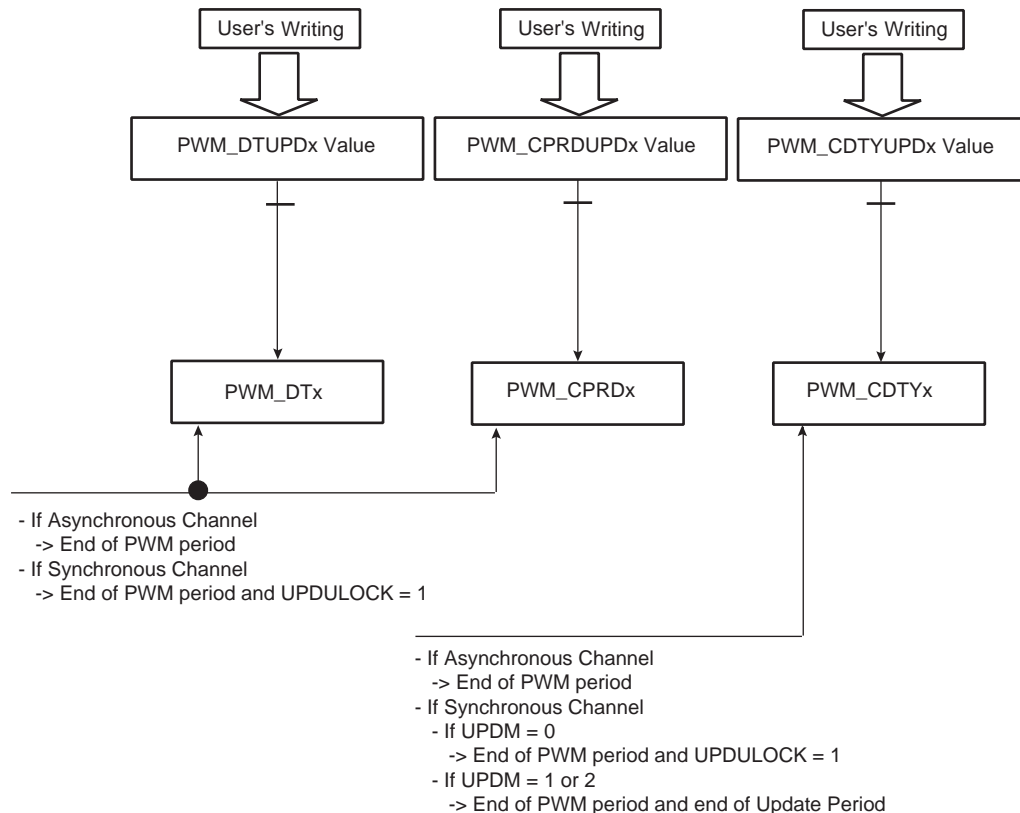 User's Writing
User's Writing
User's Writing
PWM_DTUPDx Value
PWM_CPRDUPDx Value
PWM_CDTYUPDx Value
PWM_DTx
PWM_CPRDx
PWM_CDTYx
- If Asynchronous Channel
-> End of PWM period
- If Synchronous Channel
-> End of PWM period and UPDULOCK = 1
- If Asynchronous Channel
-> End of PWM period
- If Synchronous Channel
- If UPDM = 0
-> End of PWM period and UPDULOCK = 1
- If UPDM = 1 or 2
-> End of PWM period and end of Update Period